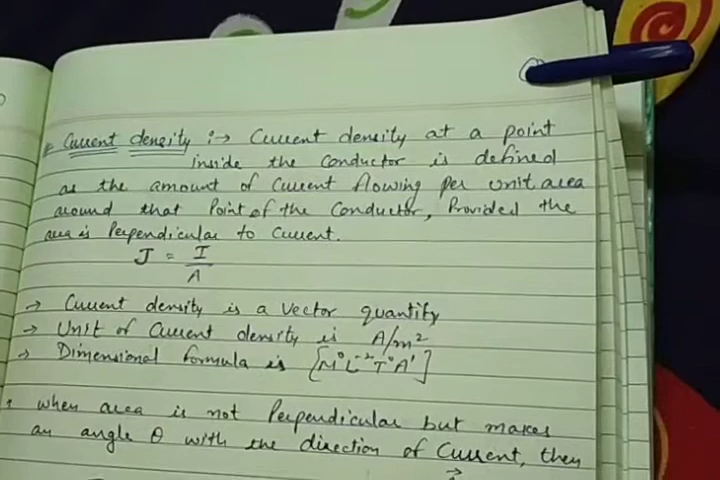 Current density :→ Current density at a point
inside the conductor is defined
as the amount of current flowing per unit area
around that Point of the Conductor, Provided the
area is Perpendicular to Current.
J = I/A
→ Current density is a vector quantity
→ Unit of Current density is A/m²
→ Dimensional formula is [M⁰L⁻²T⁰A¹]
when area is not Perpendicular but makes
an angle θ with the direction of Current, then